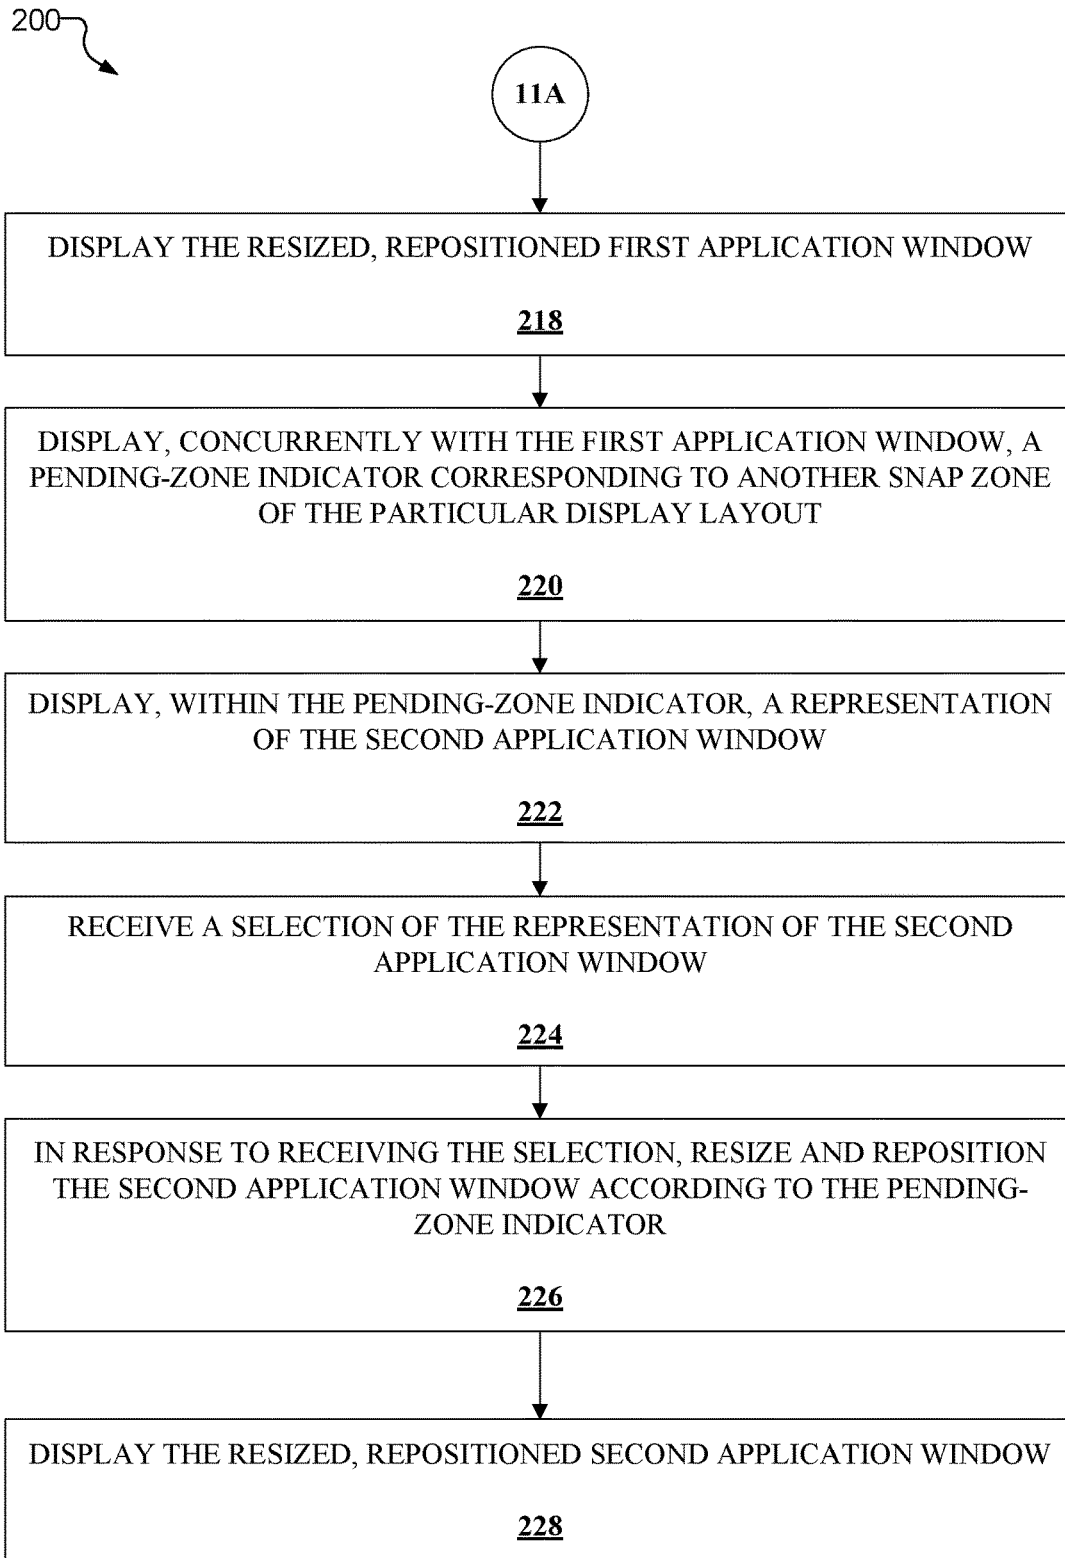 200
11A
DISPLAY THE RESIZED, REPOSITIONED FIRST APPLICATION WINDOW
218
DISPLAY, CONCURRENTLY WITH THE FIRST APPLICATION WINDOW, A
PENDING-ZONE INDICATOR CORRESPONDING TO ANOTHER SNAP ZONE
OF THE PARTICULAR DISPLAY LAYOUT
220
DISPLAY, WITHIN THE PENDING-ZONE INDICATOR, A REPRESENTATION
OF THE SECOND APPLICATION WINDOW
222
RECEIVE A SELECTION OF THE REPRESENTATION OF THE SECOND
APPLICATION WINDOW
224
IN RESPONSE TO RECEIVING THE SELECTION, RESIZE AND REPOSITION
THE SECOND APPLICATION WINDOW ACCORDING TO THE PENDING-
ZONE INDICATOR
226
DISPLAY THE RESIZED, REPOSITIONED SECOND APPLICATION WINDOW
228